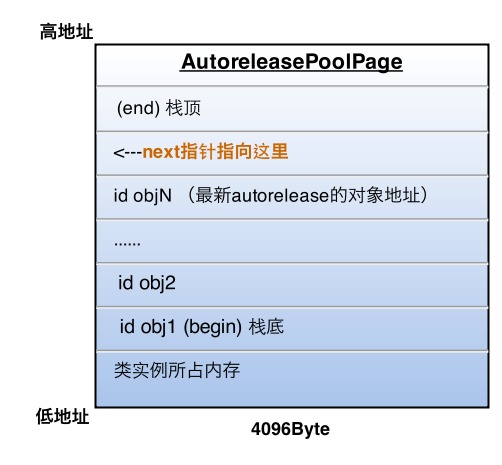 高地址
AutoreleasePoolPage
(end) 栈顶
<---next指针指向这里
id objN （最新autorelease的对象地址）
......
id obj2
id obj1 (begin) 栈底
类实例所占内存
低地址
4096Byte